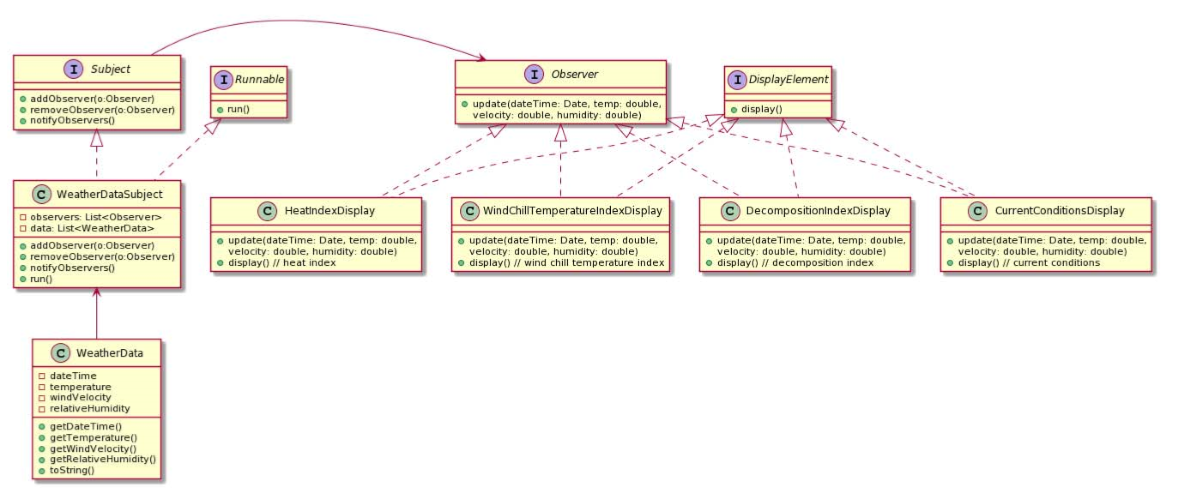 I Subject
addObserver(o:Observer)
removeObserver(o:Observer)
notifyObservers()
I Runnable
run()
I Observer
update(dateTime: Date, temp: double,
velocity: double, humidity: double)
I DisplayElement
display()
C WeatherDataSubject
observers: List<Observer>
data: List<WeatherData>
addObserver(o:Observer)
removeObserver(o:Observer)
notifyObservers()
run()
C HeatIndexDisplay
update(dateTime: Date, temp: double,
velocity: double, humidity: double)
display() // heat index
C WindChillTemperatureIndexDisplay
update(dateTime: Date, temp: double,
velocity: double, humidity: double)
display() // wind chill temperature index
C DecompositionIndexDisplay
update(dateTime: Date, temp: double,
velocity: double, humidity: double)
display() // decomposition index
C CurrentConditionsDisplay
update(dateTime: Date, temp: double,
velocity: double, humidity: double)
display() // current conditions
C WeatherData
dateTime
temperature
windVelocity
relativeHumidity
getDateTime()
getTemperature()
getWindVelocity()
getRelativeHumidity()
toString()